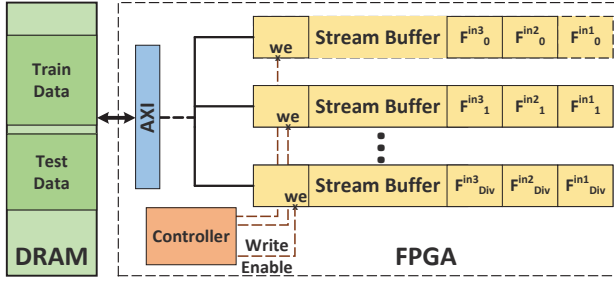 Train
Data
Test
Data
DRAM
AXI
we Stream Buffer F^in3_0 F^in2_0 F^in1_0
we Stream Buffer F^in3_1 F^in2_1 F^in1_1
we Stream Buffer F^in3_Div F^in2_Div F^in1_Div
Controller
Write
Enable
FPGA